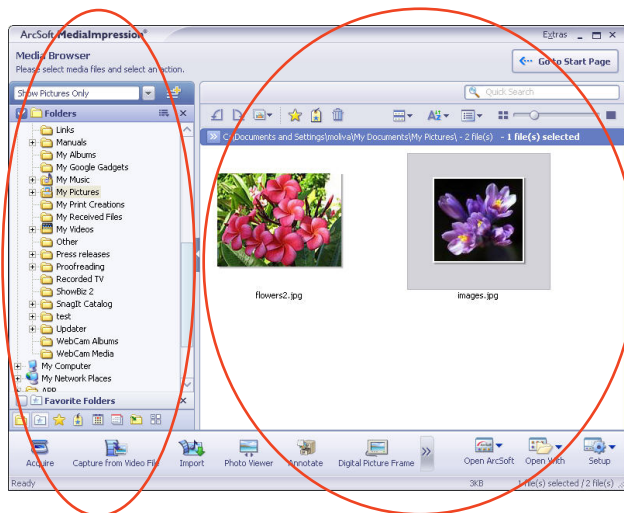 ArcSoft MediaImpression®
Extras
Media Browser
Please select media files and select an action.
Go to Start Page
Show Pictures Only
Quick Search
Folders
C:\Documents and Settings\moliva\My Documents\My Pictures\ - 2 file(s) - 1 file(s) selected
Links
Manuals
My Albums
My Google Gadgets
My Music
My Pictures
My Print Creations
My Received Files
My Videos
Other
Press releases
Proofreading
Recorded TV
ShowBiz 2
SnagIt Catalog
test
Updater
WebCam Albums
WebCam Media
My Computer
My Network Places
APP
flowers2.jpg
images.jpg
Favorite Folders
Acquire
Capture from Video File
Import
Photo Viewer
Annotate
Digital Picture Frame
Open ArcSoft
Open With
Setup
Ready
3KB
1 file(s) selected / 2 file(s)